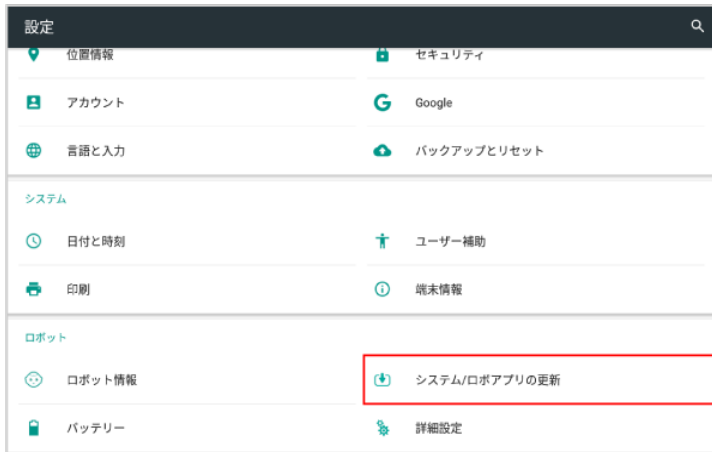 設定
位置情報
セキュリティ
アカウント
Google
言語と入力
バックアップとリセット
システム
日付と時刻
ユーザー補助
印刷
端末情報
ロボット
ロボット情報
システム/ロボアプリの更新
バッテリー
詳細設定